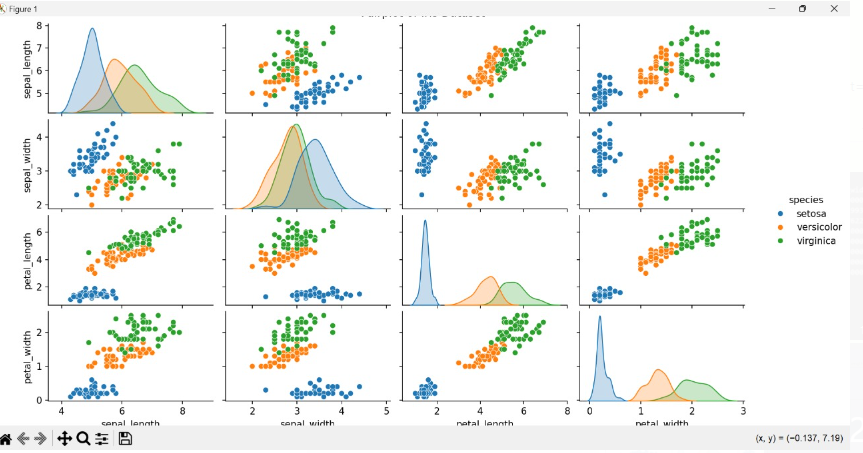 Figure 1
8
7
6
5
sepal_length
4
3
2
sepal_width
6
4
2
petal_length
2
1
0
petal_width
4 6 8
2 3 4 5
2 4 6 8
0 1 2 3
sepal_length
sepal_width
petal_length
petal_width
species
setosa
versicolor
virginica
(x, y) = (−0.137, 7.19)